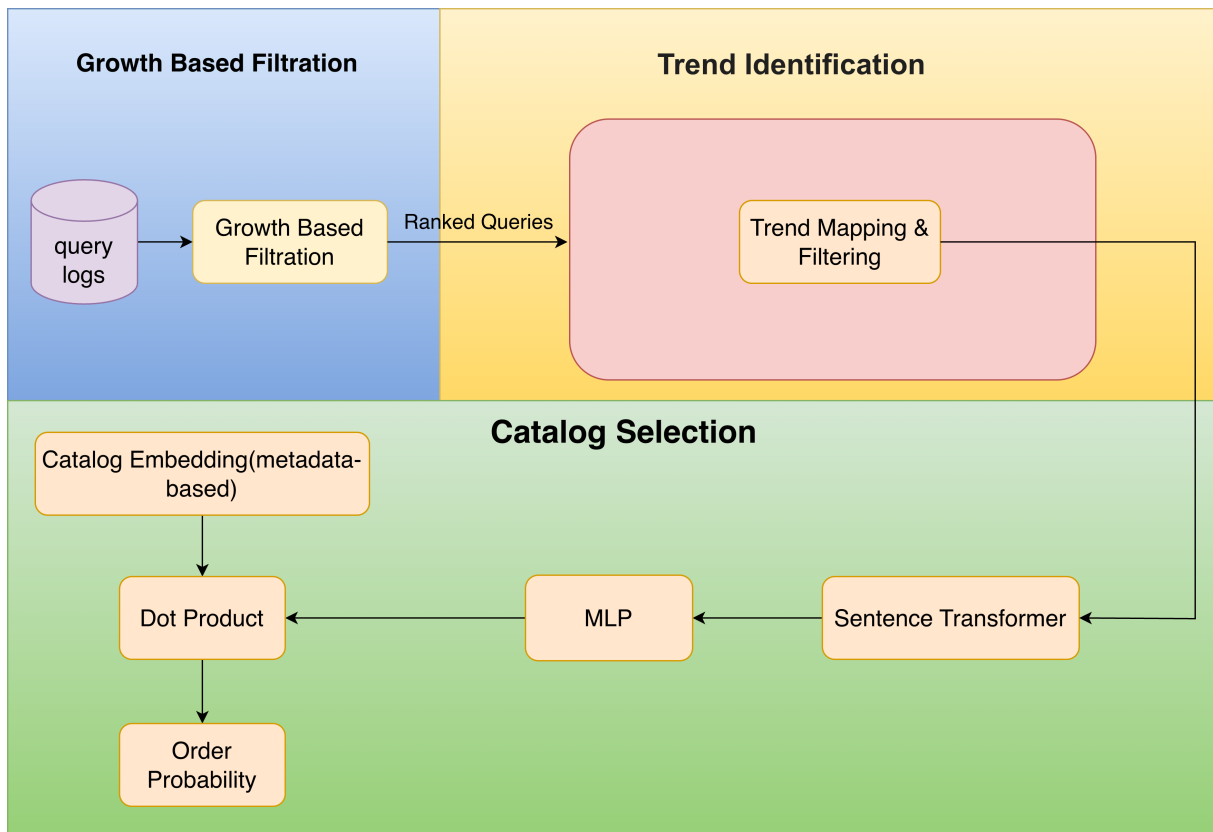 Growth Based Filtration
Trend Identification
query
logs
Growth Based
Filtration
Ranked Queries
Trend Mapping &
Filtering
Catalog Selection
Catalog Embedding(metadata-
based)
Dot Product
MLP
Sentence Transformer
Order
Probability